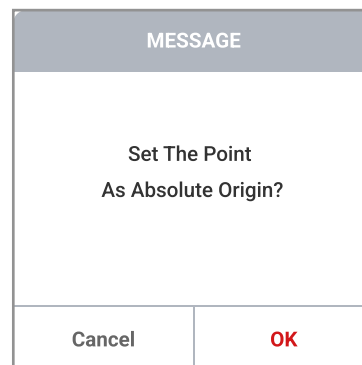 MESSAGE
Set The Point
As Absolute Origin?
Cancel
OK